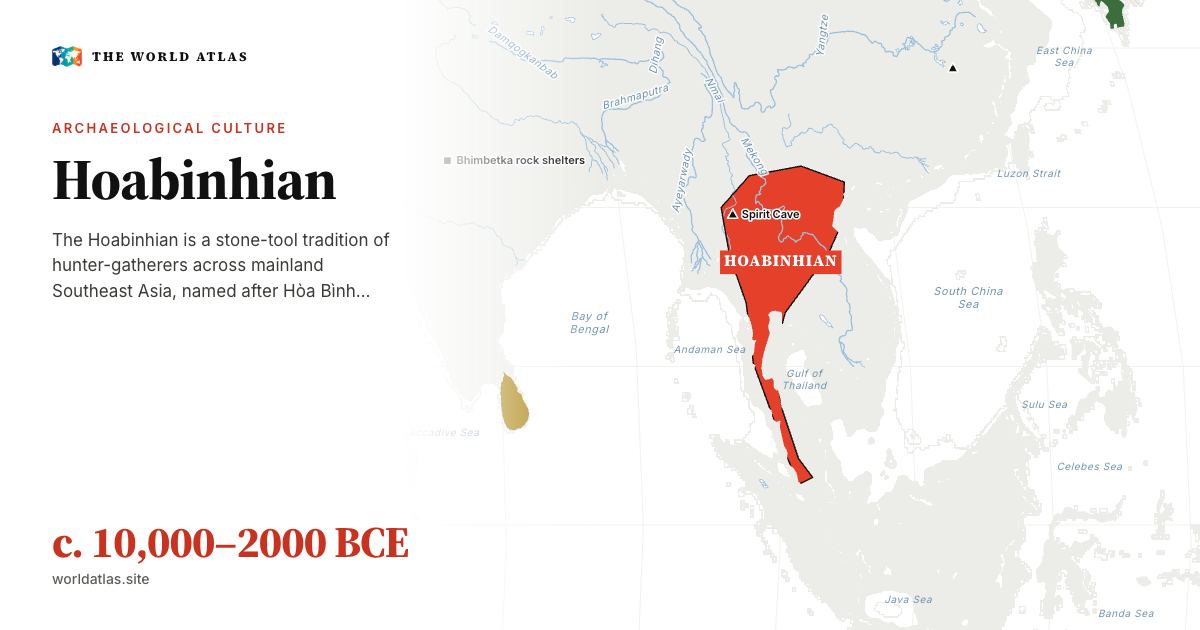 THE WORLD ATLAS
ARCHAEOLOGICAL CULTURE
Hoabinhian
The Hoabinhian is a stone-tool tradition of
hunter-gatherers across mainland
Southeast Asia, named after Hòa Bình...
c. 10,000–2000 BCE
worldatlas.site
Damqogkanbab
Dihang
Brahmaputra
Nmai
Yangtze
East China
Sea
Bhimbetka rock shelters
Mekong
Ayeyarwady
Luzon Strait
Spirit Cave
HOABINHIAN
Bay of
Bengal
South China
Sea
Andaman Sea
Gulf of
Thailand
Sulu Sea
Accadive Sea
Celebes Sea
Java Sea
Banda Sea